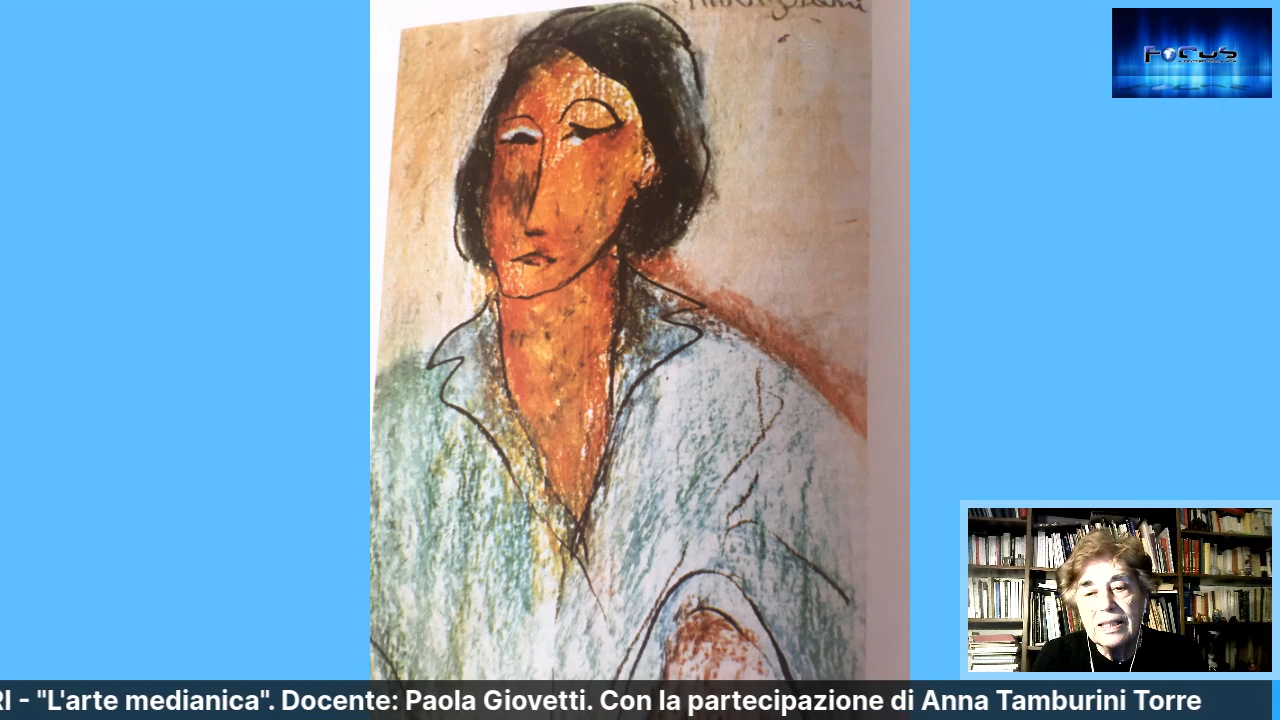 FOCUS
RI - "L'arte medianica". Docente: Paola Giovetti. Con la partecipazione di Anna Tamburini Torre